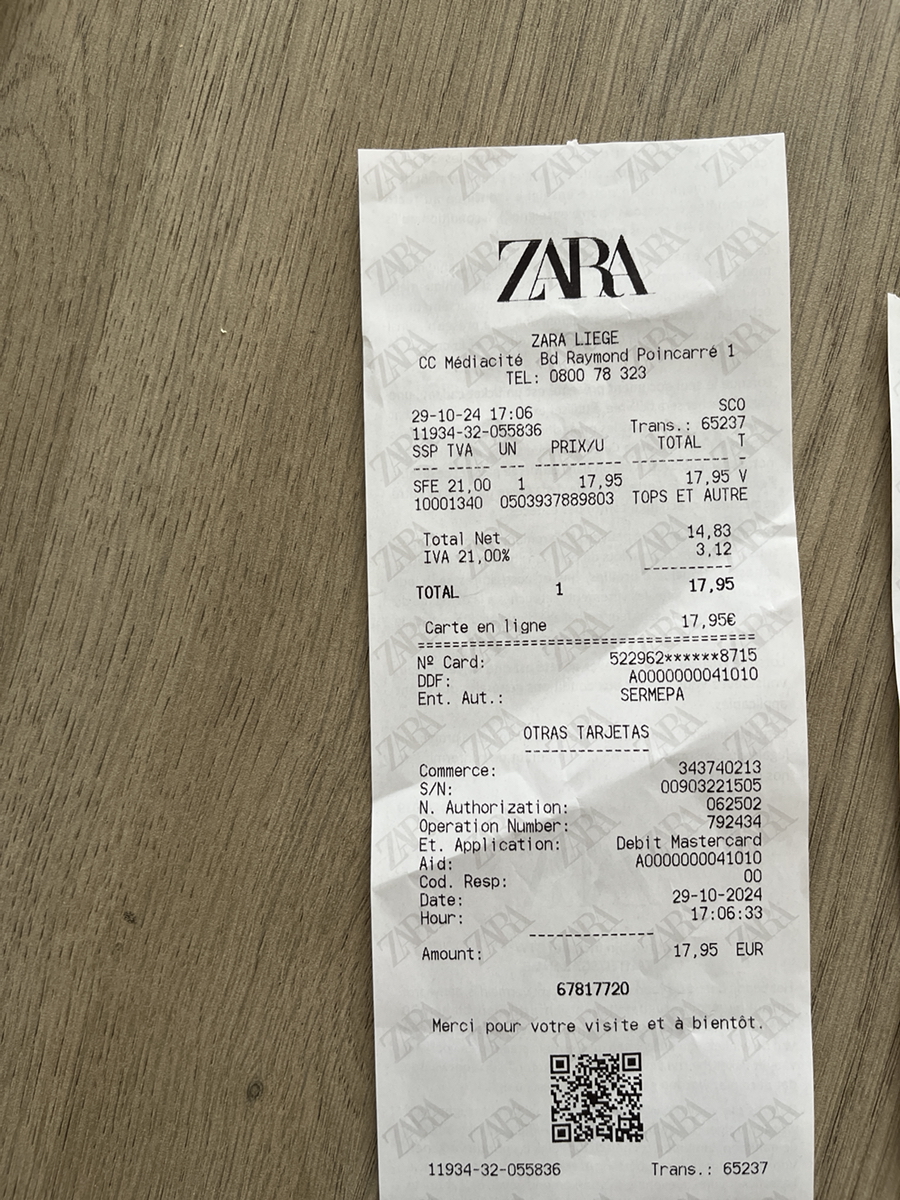 ZARA
ZARA LIEGE
CC Médiacité Bd Raymond Poincarré 1
TEL: 0800 78 323
29-10-24 17:06 SCO
11934-32-055836 Trans.: 65237
SSP TVA UN PRIX/U TOTAL T
--- ----- --- ---------- ----------- -
SFE 21,00 1 17,95 17,95 V
10001340 0503937889803 TOPS ET AUTRE
Total Net 14,83
IVA 21,00% 3,12
----------
TOTAL 1 17,95
Carte en ligne 17,95€
==========================================
Nº Card: 522962******8715
DDF: A0000000041010
Ent. Aut.: SERMEPA
OTRAS TARJETAS
--------------
Commerce: 343740213
S/N: 00903221505
N. Authorization: 062502
Operation Number: 792434
Et. Application: Debit Mastercard
Aid: A0000000041010
Cod. Resp: 00
Date: 29-10-2024
Hour: 17:06:33
--------------
Amount: 17,95 EUR
67817720
Merci pour votre visite et à bientôt.
11934-32-055836 Trans.: 65237